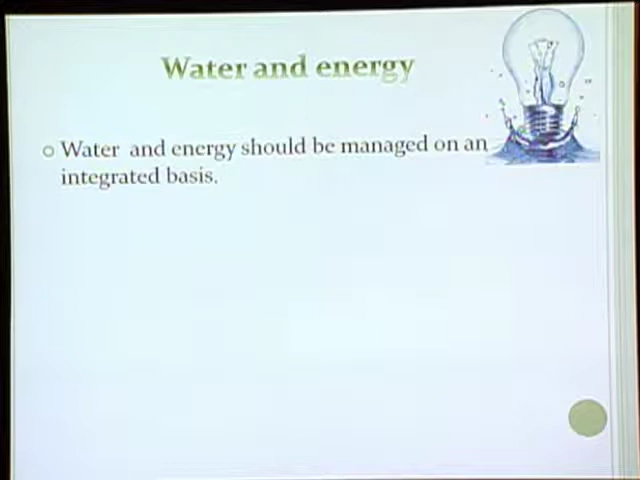 Water and energy
Water and energy should be managed on an
integrated basis.